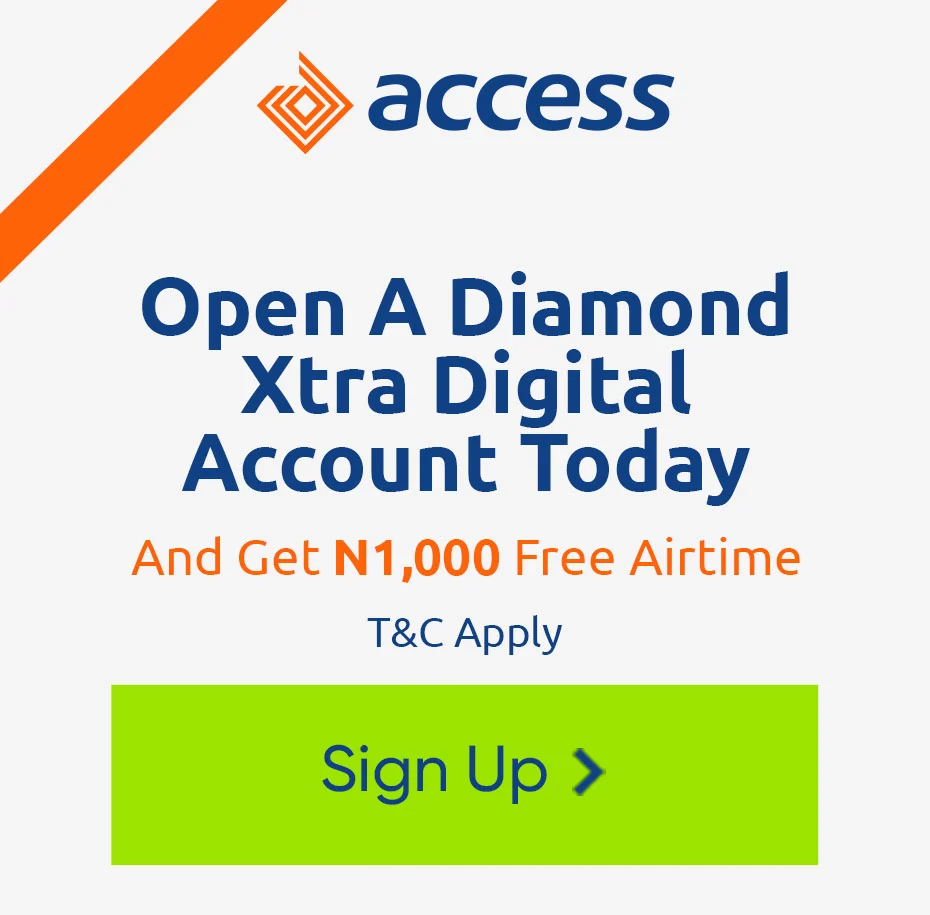 access
Open A Diamond
Xtra Digital
Account Today
And Get N1,000 Free Airtime
T&C Apply
Sign Up >